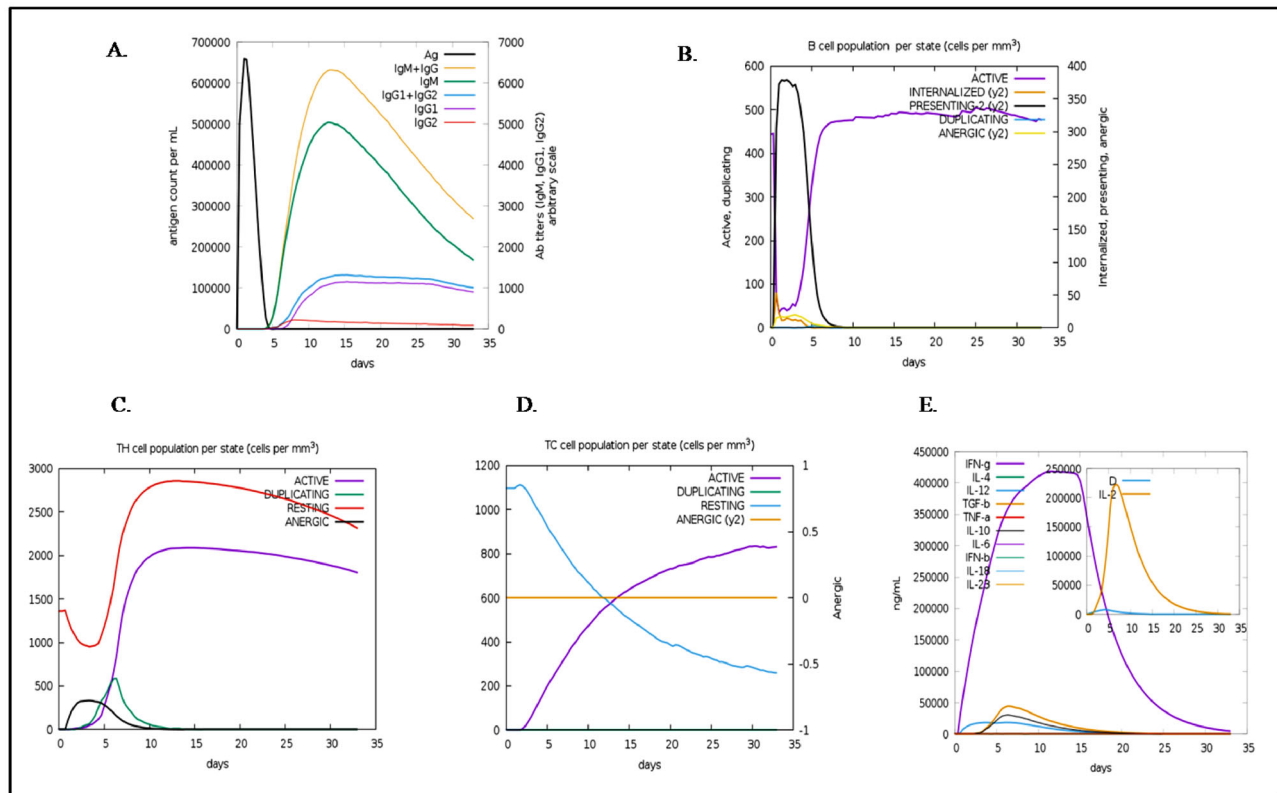 A.
700000
600000
500000
400000
300000
200000
100000
0
antigen count per mL
Ag
IgM+IgG
IgM
IgG1+IgG2
IgG1
IgG2
7000
6000
5000
4000
3000
2000
1000
0
Ab titers (IgM, IgG1, IgG2)
arbitrary scale
0 5 10 15 20 25 30 35
days
B.
B cell population per state (cells per mm³)
600
500
400
300
200
100
0
Active, duplicating
ACTIVE
INTERNALIZED (y2)
PRESENTING-2 (y2)
DUPLICATING
ANERGIC (y2)
400
350
300
250
200
150
100
50
0
Internalized, presenting, anergic
0 5 10 15 20 25 30 35
days
C.
TH cell population per state (cells per mm³)
3000
2500
2000
1500
1000
500
0
ACTIVE
DUPLICATING
RESTING
ANERGIC
0 5 10 15 20 25 30 35
days
D.
TC cell population per state (cells per mm³)
1200
1000
800
600
400
200
0
ACTIVE
DUPLICATING
RESTING
ANERGIC (y2)
1
0.5
0
-0.5
-1
Anergic
0 5 10 15 20 25 30 35
days
E.
450000
400000
350000
300000
250000
200000
150000
100000
50000
0
ng/mL
IFN-g
IL-4
IL-12
TGF-b
TNF-a
IL-10
IL-6
IFN-b
IL-18
IL-23
250000
200000
150000
100000
50000
0
D
IL-2
0 5 10 15 20 25 30 35
0 5 10 15 20 25 30 35
days